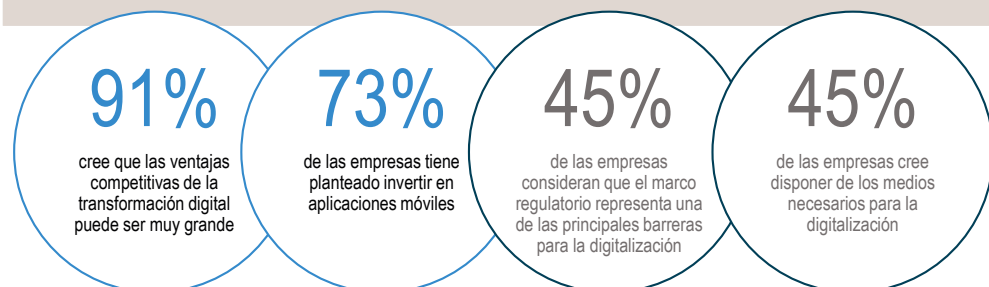 91%
cree que las ventajas
competitivas de la
transformación digital
puede ser muy grande
73%
de las empresas tiene
planteado invertir en
aplicaciones móviles
45%
de las empresas
consideran que el marco
regulatorio representa una
de las principales barreras
para la digitalización
45%
de las empresas cree
disponer de los medios
necesarios para la
digitalización